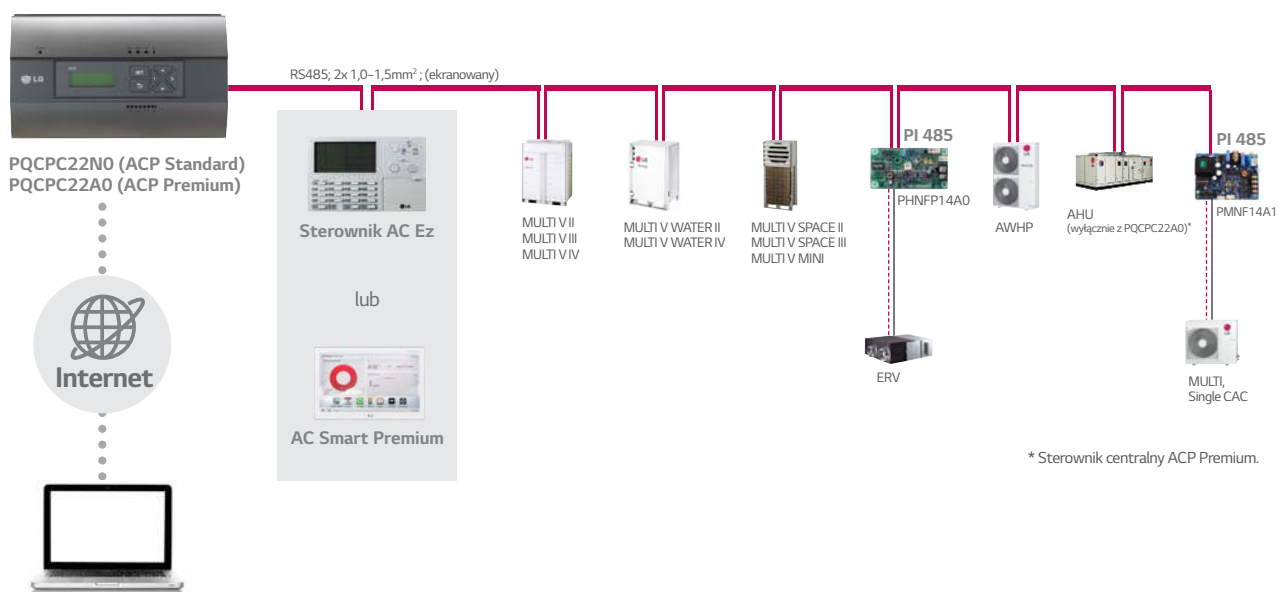 LG
PQCPC22N0 (ACP Standard)
PQCPC22A0 (ACP Premium)
Internet
RS485; 2x 1,0~1,5mm²; (ekranowany)
Sterownik AC Ez
lub
AC Smart Premium
MULTI V II
MULTI V III
MULTI V IV
LG
MULTI V WATER II
MULTI V WATER IV
MULTI V SPACE II
MULTI V SPACE III
MULTI V MINI
PI 485
PHNFP14A0
ERV
AWHP
AHU
(wyłącznie z PQCPC22A0)*
PI 485
PMNF14A1
MULTI,
Single CAC
* Sterownik centralny ACP Premium.